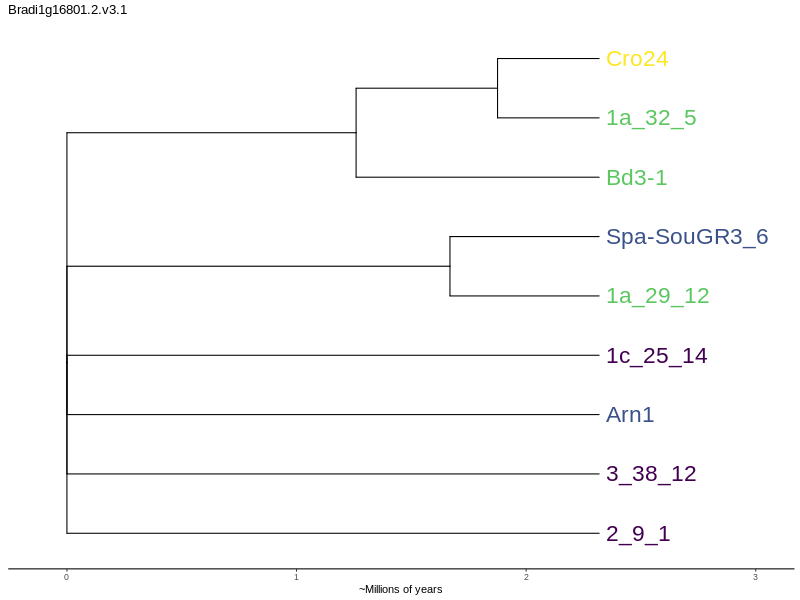 Bradi1g16801.2.v3.1
Cro24
1a_32_5
Bd3-1
Spa-SouGR3_6
1a_29_12
1c_25_14
Arn1
3_38_12
2_9_1
0 1 2 3
~Millions of years